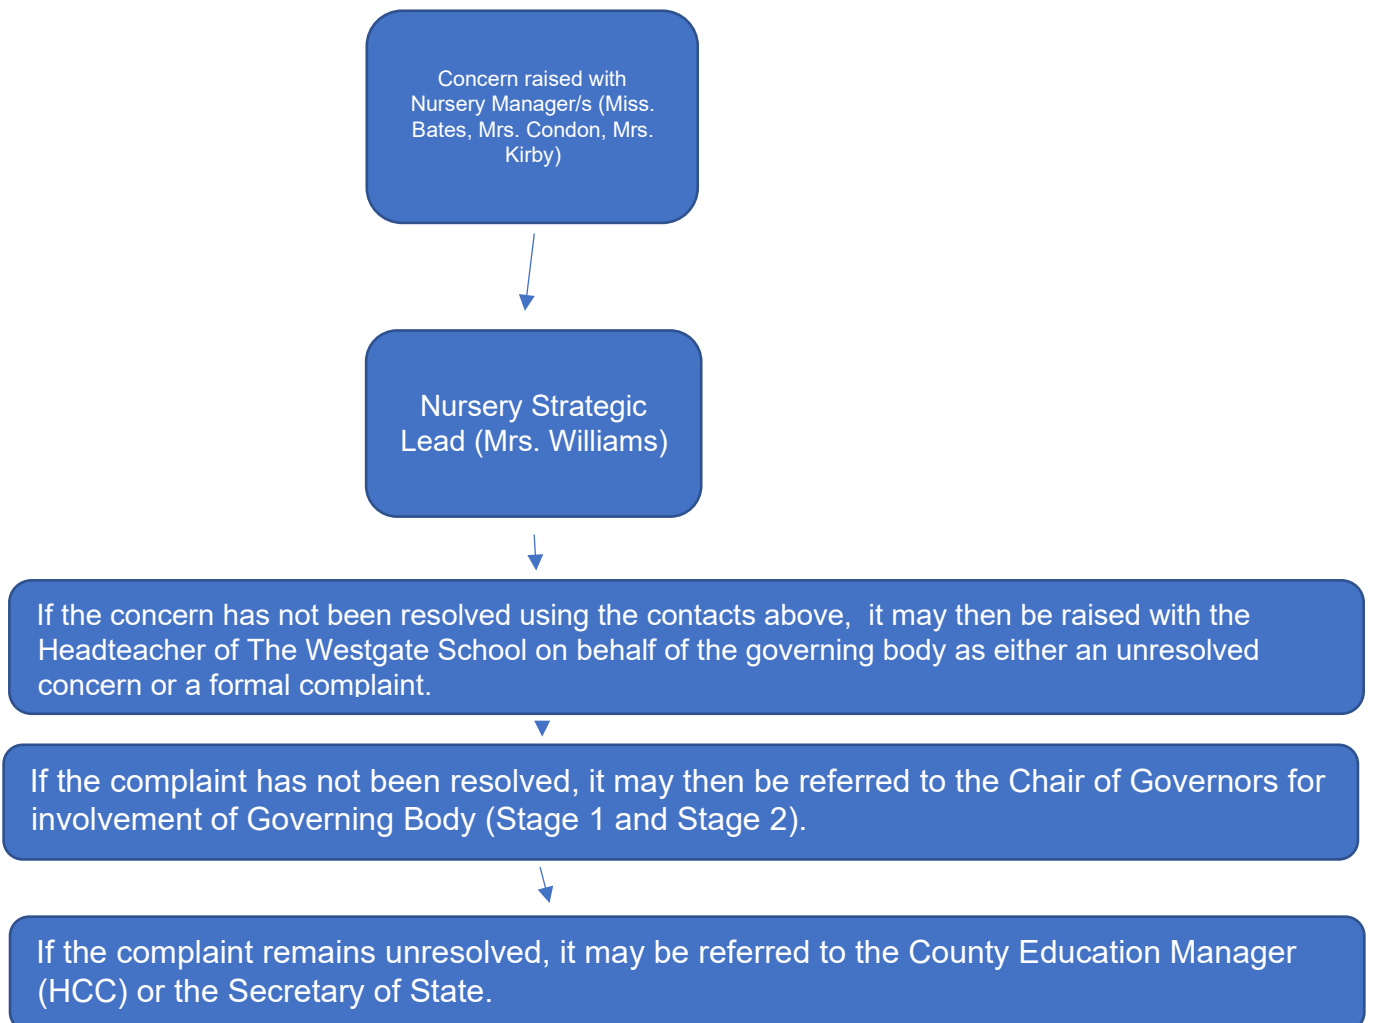 Concern raised with
Nursery Manager/s (Miss.
Bates, Mrs. Condon, Mrs.
Kirby)
Nursery Strategic
Lead (Mrs. Williams)
If the concern has not been resolved using the contacts above,  it may then be raised with the
Headteacher of The Westgate School on behalf of the governing body as either an unresolved
concern or a formal complaint.
If the complaint has not been resolved, it may then be referred to the Chair of Governors for
involvement of Governing Body (Stage 1 and Stage 2).
If the complaint remains unresolved, it may be referred to the County Education Manager
(HCC) or the Secretary of State.